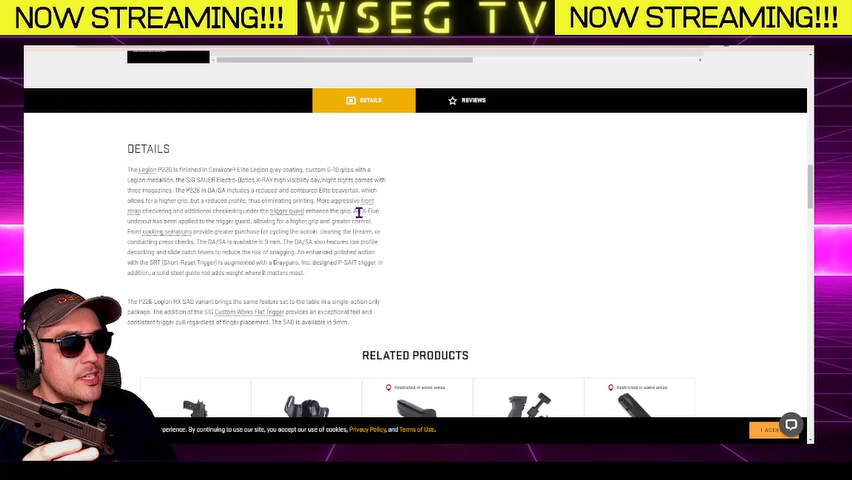 NOW STREAMING!!! WSEG TV NOW STREAMING!!!
DETAILS REVIEWS
DETAILS
The Legion P226 is finished in Cerakote® Elite Legion gray coating, custom G-10 grips with a
Legion medallion, the SIG SAUER Electro-Optics X-RAY high visibility day/night sights comes with
three magazines. The P226 in DA/SA includes a reduced and contoured Elite beavertail, which
allows for a higher grip, but a reduced profile, thus eliminating printing. More aggressive front
strap checkering and additional checkering under the trigger guard enhance the grip. A X-Five
undercut has been applied to the trigger guard, allowing for a higher grip and greater control.
Front cocking serrations provide greater purchase for cycling the action, clearing the firearm, or
conducting press checks. The DA/SA is available in 9 mm. The DA/SA also features low profile
decocking and slide catch levers to reduce the risk of snagging. An enhanced polished action
with the SRT (Short-Reset Trigger) is augmented with a Grayguns, Inc. designed P-SAIT trigger. In
addition, a solid steel guide rod adds weight where it matters most.
The P226 Legion RX SAO variant brings the same feature set to the table in a single-action only
package. The addition of the SIG Custom Works Flat Trigger provides an exceptional feel and
consistent trigger pull regardless of finger placement. The SAO is available in 9mm.
RELATED PRODUCTS
Restricted in some areas Restricted in some areas
xperience. By continuing to use our site, you accept our use of cookies, Privacy Policy, and Terms of Use.
I ACCE